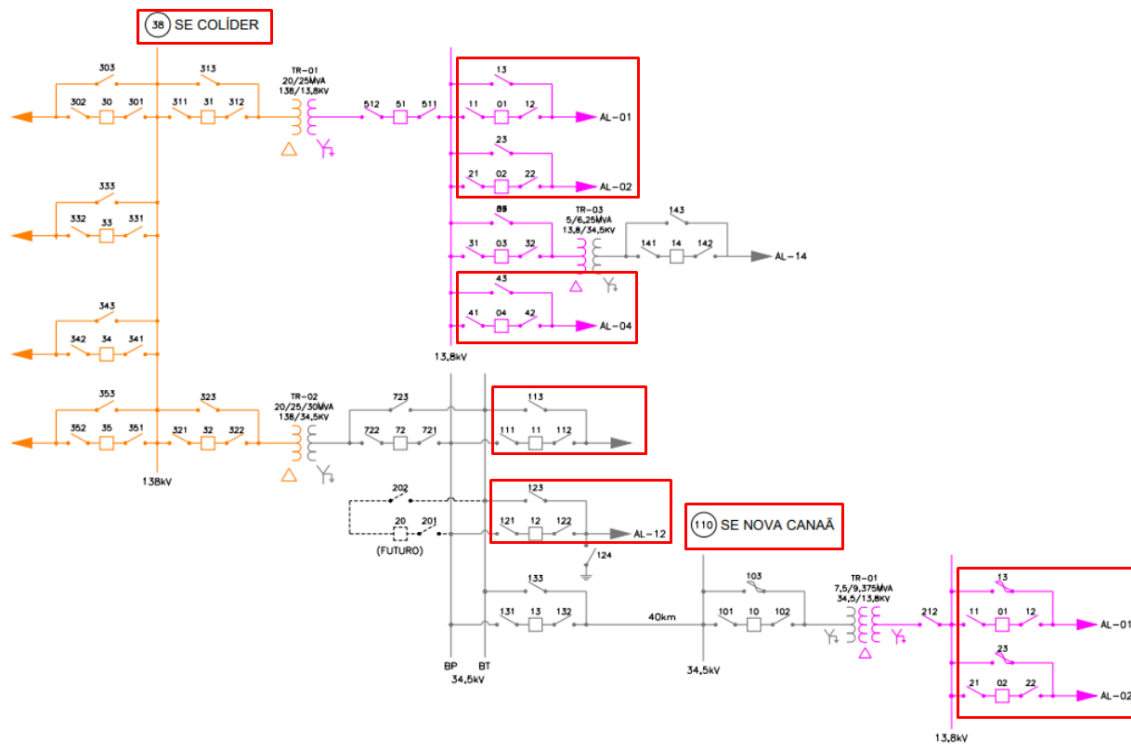 38 SE COLÍDER
303
313
TR-01
20/25MVA
138/13,8KV
302 30 301 311 31 312
512 51 511
13
11 01 12
AL-01
23
21 02 22
AL-02
333
332 33 331
TR-03
5/6,25MVA
13,8/34,5KV
31 03 32
143
141 14 142
AL-14
43
41 04 42
AL-04
343
342 34 341
13,8kV
353
323
TR-02
20/25/30MVA
138/34,5KV
723
113
352 35 351 321 32 322
722 72 721
111 11 112
138kV
202
123
20 201
(FUTURO)
121 12 122
AL-12
124
110 SE NOVA CANAÃ
133
131 13 132
40km
103
101 10 102
TR-01
7,5/9,375MVA
34,5/13,8KV
212
13
11 01 12
AL-01
23
21 02 22
AL-02
BP BT
34,5kV
34,5kV
13,8kV